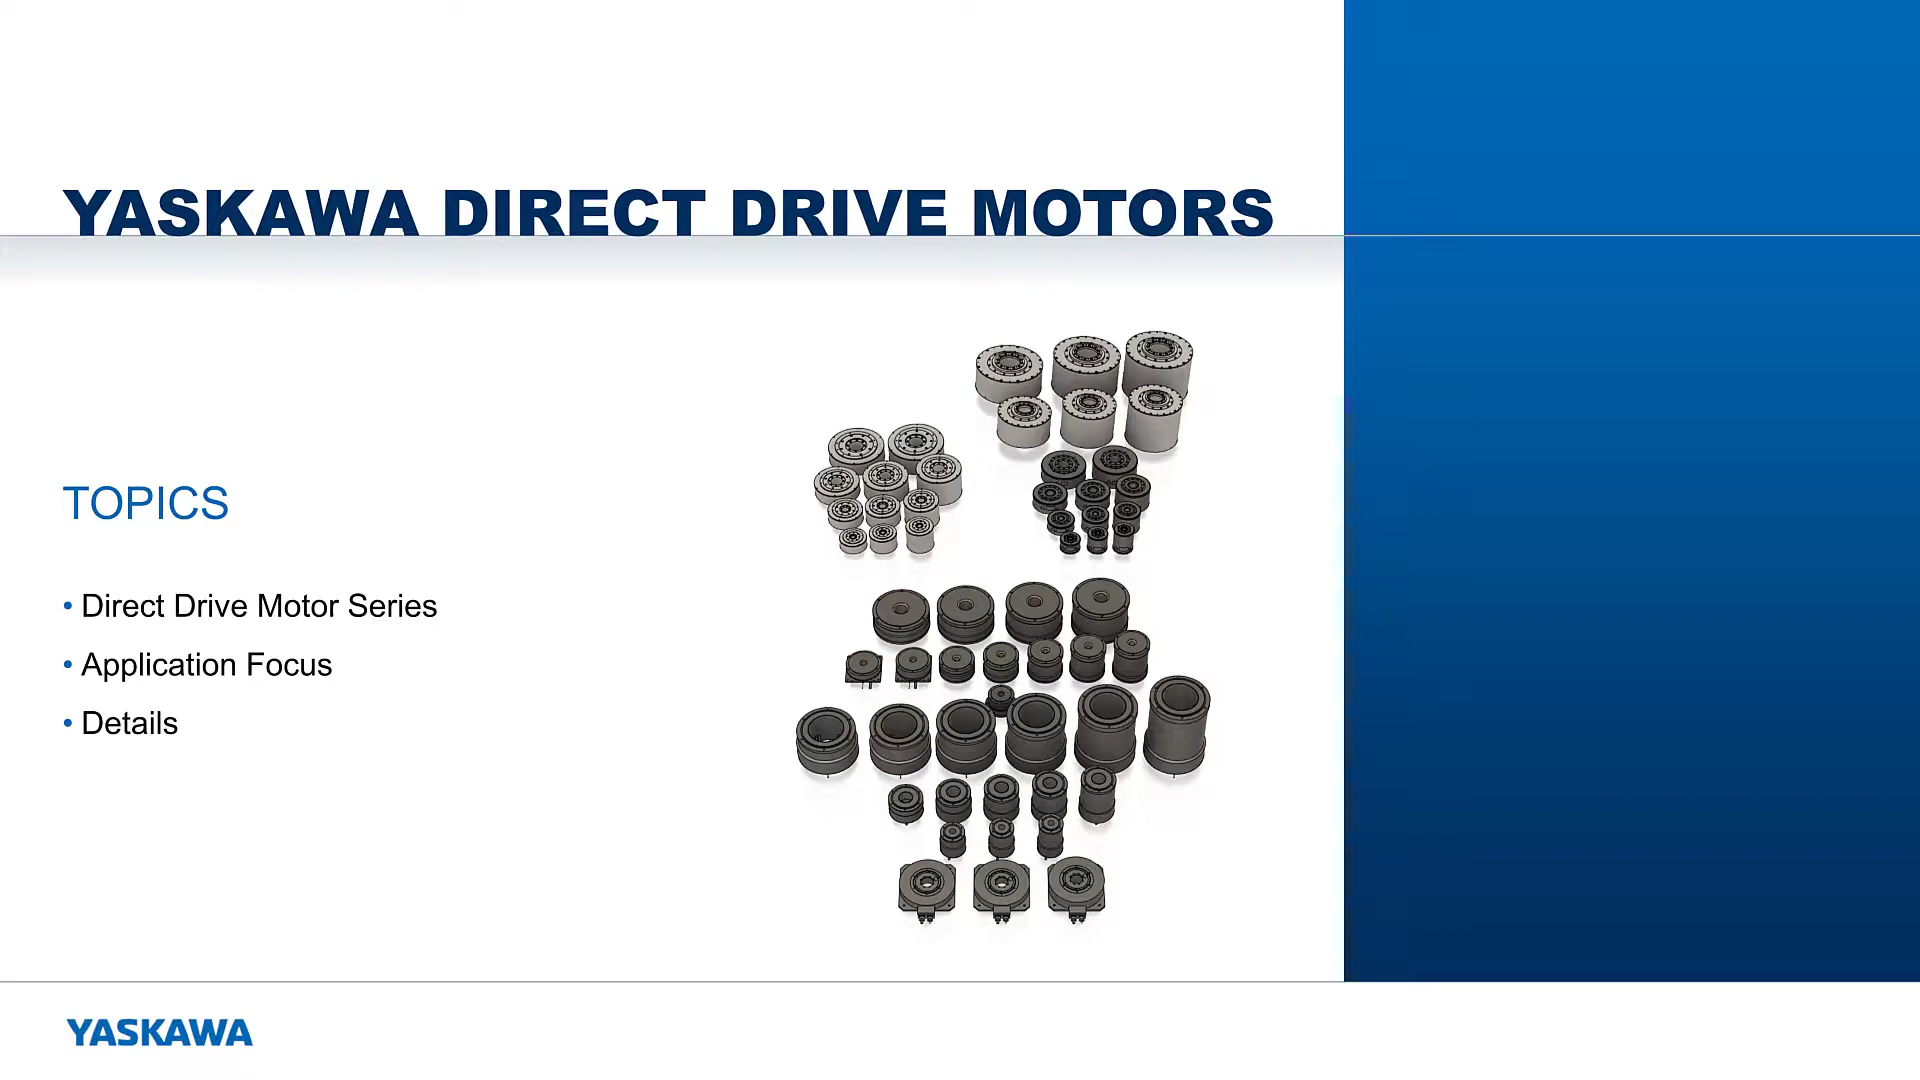 YASKAWA DIRECT DRIVE MOTORS
TOPICS
• Direct Drive Motor Series
• Application Focus
• Details
YASKAWA